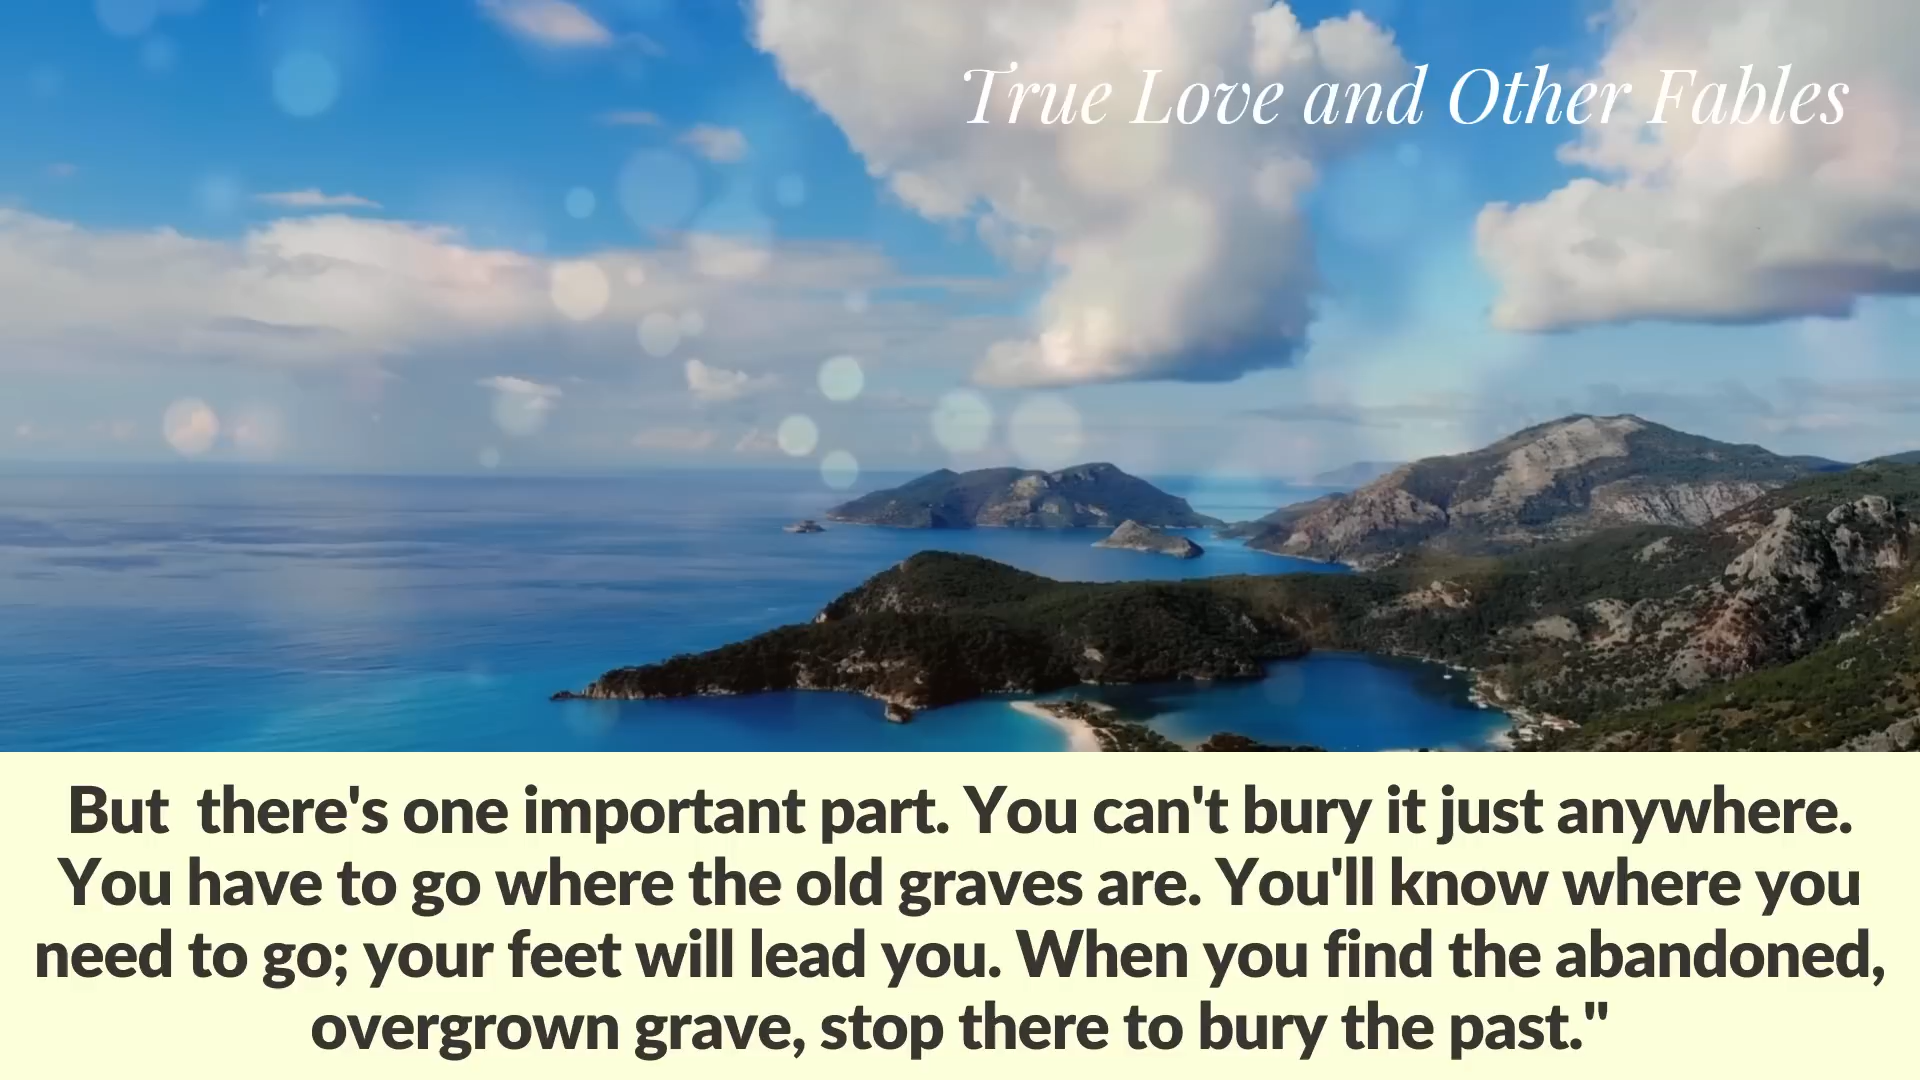 True Love and Other Fables
But  there's one important part. You can't bury it just anywhere.
You have to go where the old graves are. You'll know where you
need to go; your feet will lead you. When you find the abandoned,
overgrown grave, stop there to bury the past."